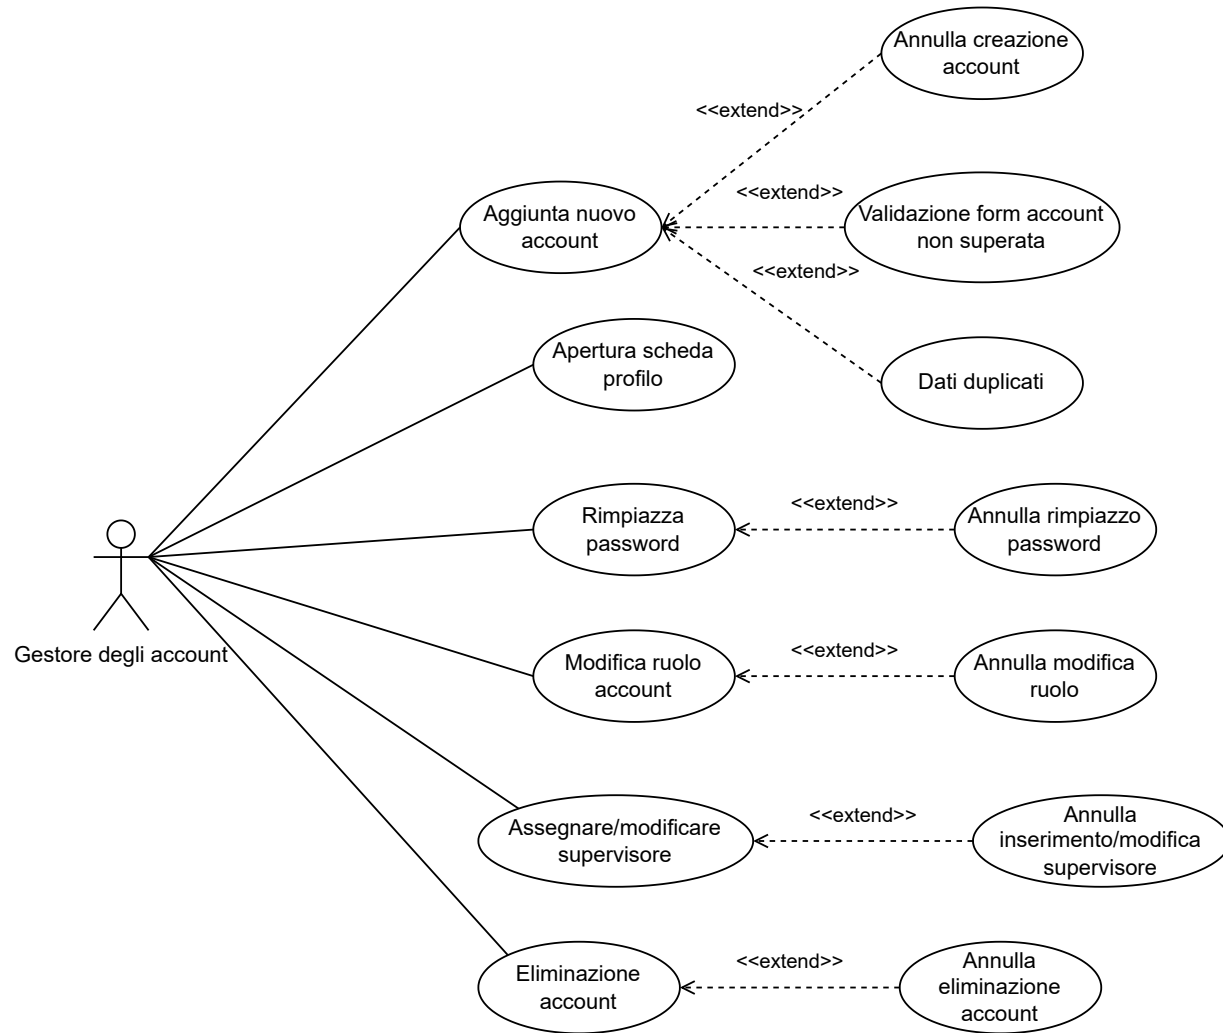 Annulla creazione
account
<<extend>>
Aggiunta nuovo
account
<<extend>>
Validazione form account
non superata
<<extend>>
Apertura scheda
profilo
Dati duplicati
Rimpiazza
password
<<extend>>
Annulla rimpiazzo
password
Gestore degli account
Modifica ruolo
account
<<extend>>
Annulla modifica
ruolo
Assegnare/modificare
supervisore
<<extend>>
Annulla
inserimento/modifica
supervisore
Eliminazione
account
<<extend>>
Annulla
eliminazione
account